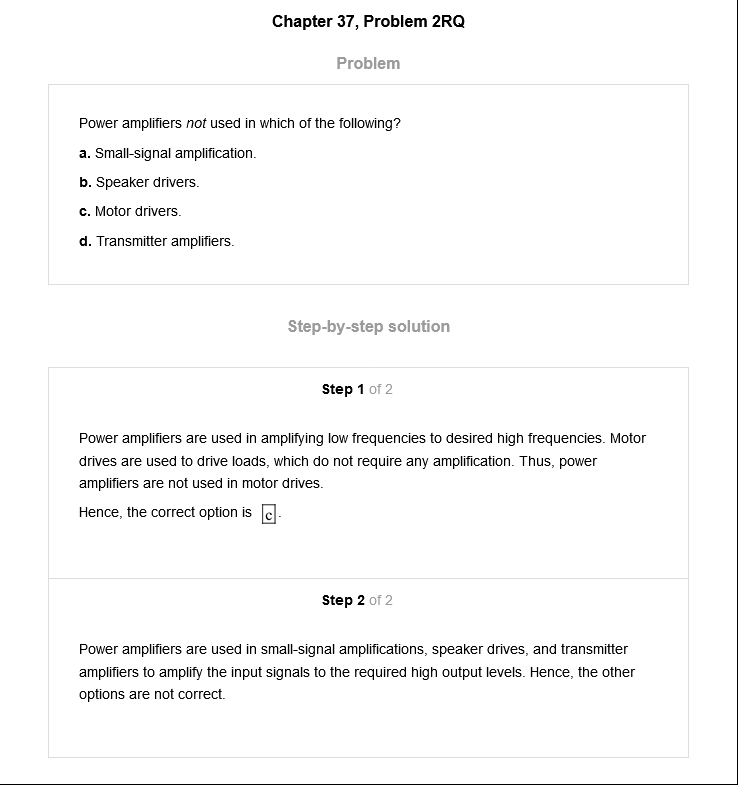 Chapter 37, Problem 2RQ
Problem
Power amplifiers not used in which of the following?
a. Small-signal amplification.
b. Speaker drivers.
c. Motor drivers.
d. Transmitter amplifiers.
Step-by-step solution
Step 1 of 2
Power amplifiers are used in amplifying low frequencies to desired high frequencies. Motor
drives are used to drive loads, which do not require any amplification. Thus, power
amplifiers are not used in motor drives.
Hence, the correct option is c.
Step 2 of 2
Power amplifiers are used in small-signal amplifications, speaker drives, and transmitter
amplifiers to amplify the input signals to the required high output levels. Hence, the other
options are not correct.